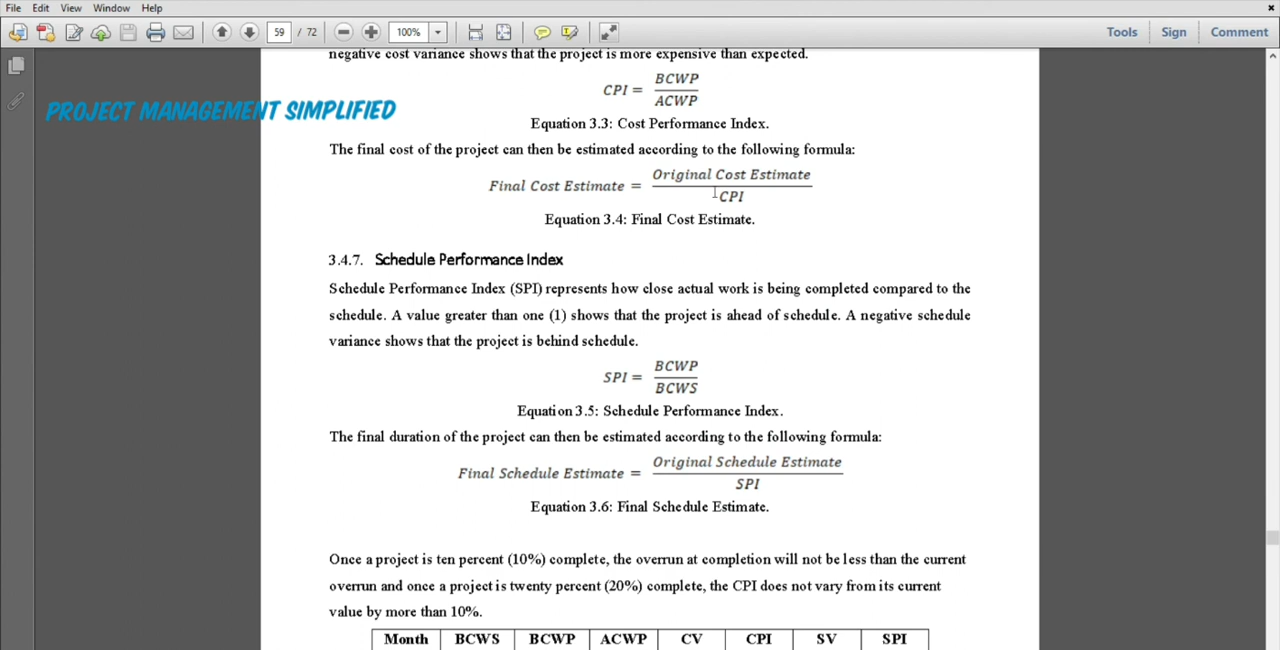 File Edit View Window Help
59 / 72 100% Tools Sign Comment
negative cost variance shows that the project is more expensive than expected.
CPI = BCWP / ACWP
PROJECT MANAGEMENT SIMPLIFIED
Equation 3.3: Cost Performance Index.
The final cost of the project can then be estimated according to the following formula:
Final Cost Estimate = Original Cost Estimate / CPI
Equation 3.4: Final Cost Estimate.
3.4.7. Schedule Performance Index
Schedule Performance Index (SPI) represents how close actual work is being completed compared to the
schedule. A value greater than one (1) shows that the project is ahead of schedule. A negative schedule
variance shows that the project is behind schedule.
SPI = BCWP / BCWS
Equation 3.5: Schedule Performance Index.
The final duration of the project can then be estimated according to the following formula:
Final Schedule Estimate = Original Schedule Estimate / SPI
Equation 3.6: Final Schedule Estimate.
Once a project is ten percent (10%) complete, the overrun at completion will not be less than the current
overrun and once a project is twenty percent (20%) complete, the CPI does not vary from its current
value by more than 10%.
Month BCWS BCWP ACWP CV CPI SV SPI